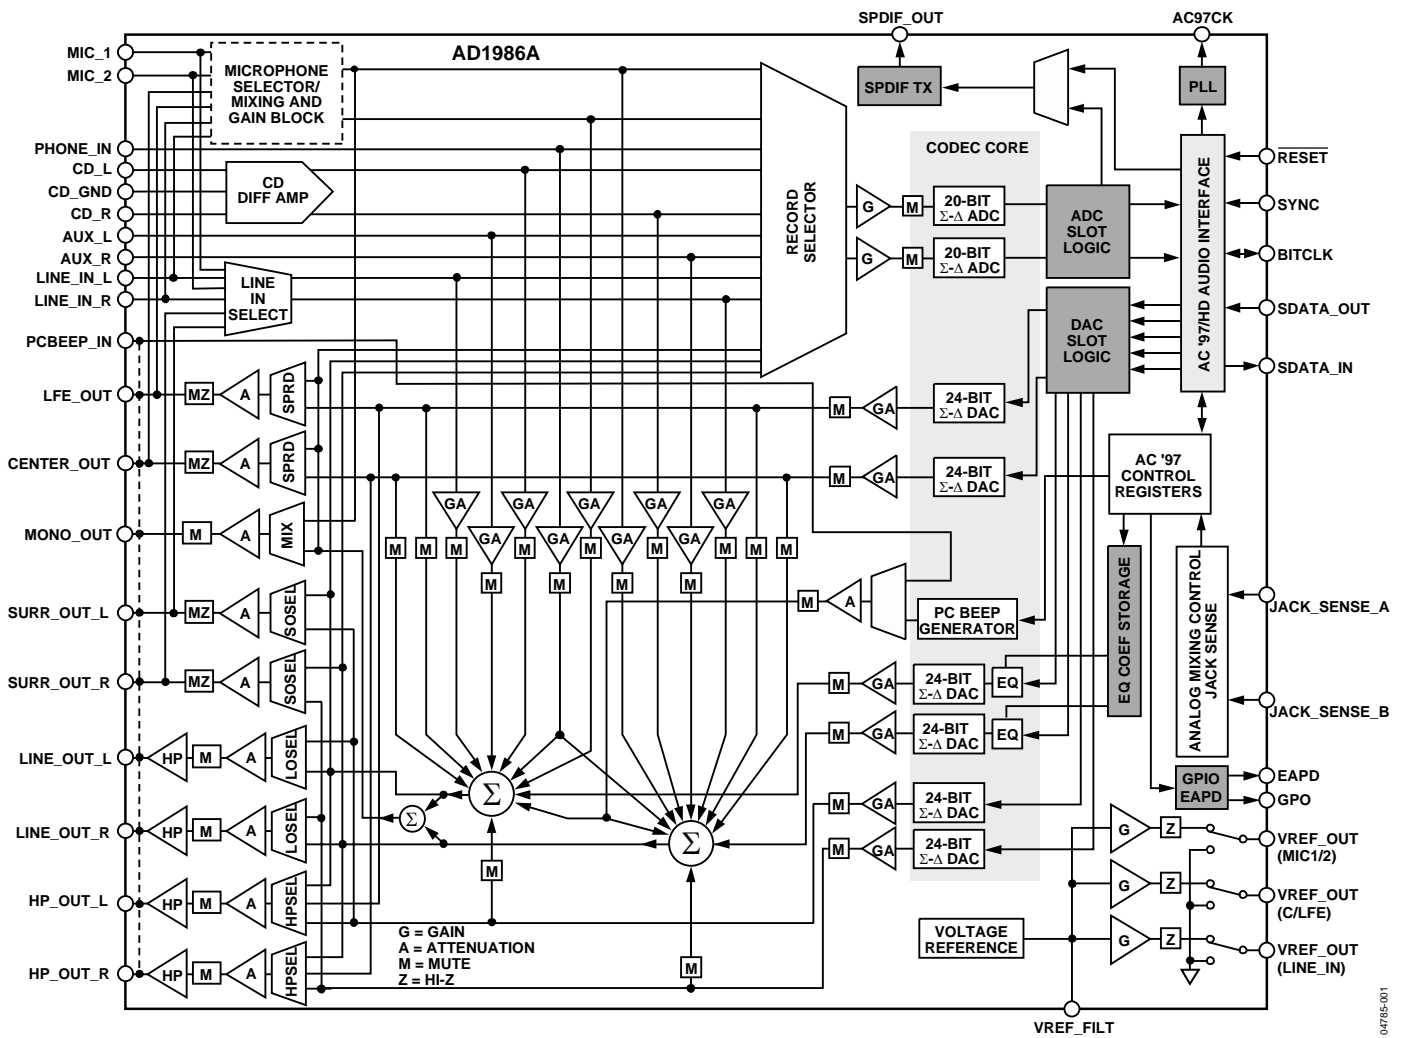 SPDIF_OUT
AC97CK
AD1986A
MIC_1
MIC_2
PHONE_IN
CD_L
CD_GND
CD_R
AUX_L
AUX_R
LINE_IN_L
LINE_IN_R
PCBEEP_IN
LFE_OUT
CENTER_OUT
MONO_OUT
SURR_OUT_L
SURR_OUT_R
LINE_OUT_L
LINE_OUT_R
HP_OUT_L
HP_OUT_R
MICROPHONE
SELECTOR/
MIXING AND
GAIN BLOCK
CD
DIFF AMP
LINE
IN
SELECT
RECORD
SELECTOR
SPDIF TX
PLL
CODEC CORE
G
M
20-BIT
Σ-Δ ADC
G
M
20-BIT
Σ-Δ ADC
ADC
SLOT
LOGIC
DAC
SLOT
LOGIC
AC '97/HD AUDIO INTERFACE
RESET
SYNC
BITCLK
SDATA_OUT
SDATA_IN
MZ
A
SPRD
M
GA
24-BIT
Σ-Δ DAC
MZ
A
SPRD
M
GA
24-BIT
Σ-Δ DAC
AC '97
CONTROL
REGISTERS
M
A
MIX
GA
GA
GA
GA
GA
GA
GA
GA
GA
M
M
M
M
M
M
M
M
M
M
M
M
M
MZ
A
SOSEL
M
A
PC BEEP
GENERATOR
EQ COEF STORAGE
ANALOG MIXING CONTROL
JACK SENSE
JACK_SENSE_A
JACK_SENSE_B
MZ
A
SOSEL
M
GA
24-BIT
Σ-Δ DAC
EQ
M
GA
24-BIT
Σ-Δ DAC
EQ
HP
M
A
LOSEL
Σ
Σ
Σ
M
GA
24-BIT
Σ-Δ DAC
GPIO
EAPD
EAPD
GPO
HP
M
A
LOSEL
M
GA
24-BIT
Σ-Δ DAC
G
Z
VREF_OUT
(MIC1/2)
M
HP
M
A
HPSEL
G
Z
VREF_OUT
(C/LFE)
G = GAIN
A = ATTENUATION
M = MUTE
Z = HI-Z
VOLTAGE
REFERENCE
G
Z
VREF_OUT
(LINE_IN)
HP
M
A
HPSEL
M
VREF_FILT
04785-001